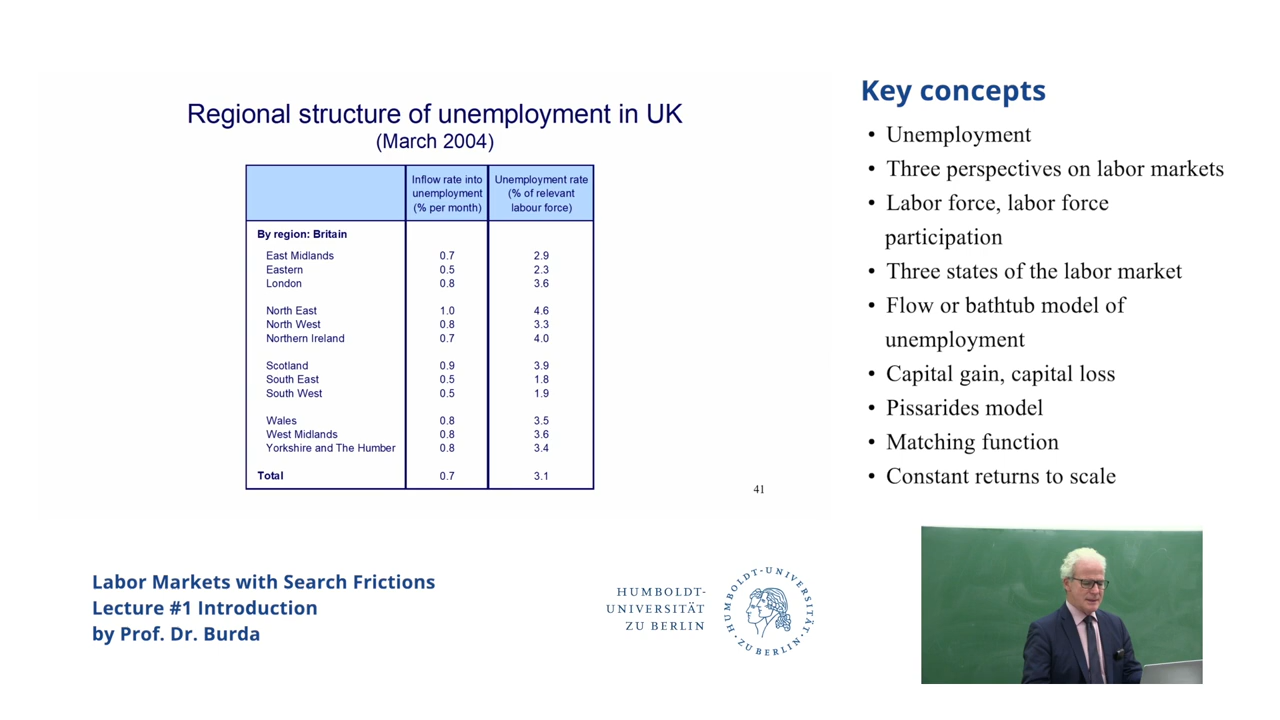 Regional structure of unemployment in UK
(March 2004)
Inflow rate into unemployment (% per month)
Unemployment rate (% of relevant labour force)
By region: Britain
East Midlands 0.7 2.9
Eastern 0.5 2.3
London 0.8 3.6
North East 1.0 4.6
North West 0.8 3.3
Northern Ireland 0.7 4.0
Scotland 0.9 3.9
South East 0.5 1.8
South West 0.5 1.9
Wales 0.8 3.5
West Midlands 0.8 3.6
Yorkshire and The Humber 0.8 3.4
Total 0.7 3.1
41
Key concepts
• Unemployment
• Three perspectives on labor markets
• Labor force, labor force
participation
• Three states of the labor market
• Flow or bathtub model of
unemployment
• Capital gain, capital loss
• Pissarides model
• Matching function
• Constant returns to scale
Labor Markets with Search Frictions
Lecture #1 Introduction
by Prof. Dr. Burda
HUMBOLDT-
UNIVERSITÄT
ZU BERLIN
HUMBOLDT-UNIVERSITÄT
ZU BERLIN